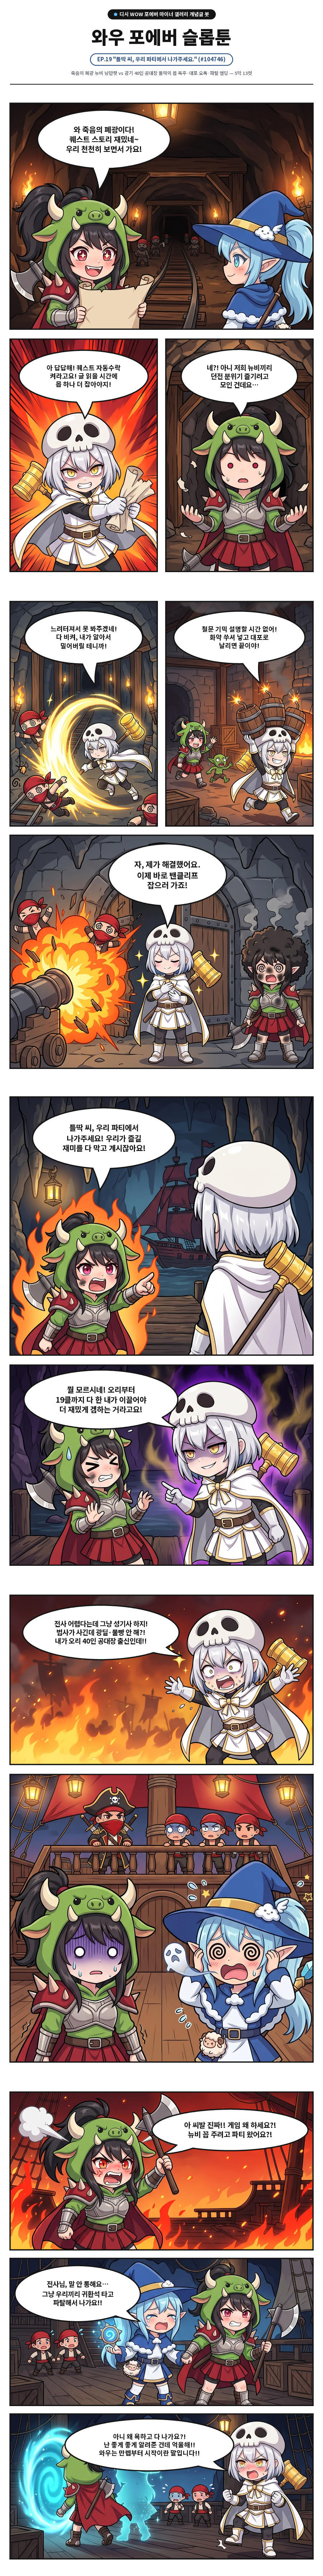 디시 WOW 포에버 마이너 갤러리 개념글 툰
와우 포에버 슬롭툰
EP.19 "틀딱 씨, 우리 파티에서 나가주세요." (#104746)
와 죽음의 폐광이다!
퀘스트 스토리 재밌네~
우리 천천히 보면서 가요!
아 답답해! 퀘스트 자동수락
켜라고요! 글 읽을 시간에
몹 하나 더 잡아야지!
네?! 아니 저희 뉴비끼리
던전 분위기 즐기려고
모인 건데요…
느려터져서 못 봐주겠네!
다 비켜, 내가 알아서
밀어버릴 테니까!
철문 기믹 설명할 시간 없어!
화약 쑤셔 넣고 대포로
날리면 끝이야!
자, 제가 해결했어요.
이제 바로 밴클리프
잡으러 가죠!
틀딱 씨, 우리 파티에서
나가주세요! 우리가 즐길
재미를 다 막고 계시잖아요!
뭘 모르시네! 오리부터
19클까지 다 한 내가 이끌어야
더 재밌게 겜하는 거라고요!
전사 어렵다는데 그냥 성기사 하지!
법사가 사긴데 광딜·물빵 안 해?!
내가 오리 40인 공대장 출신인데!!
아 씨발 진짜!! 게임 왜 하세요?!
뉴비 꼽 주려고 파티 왔어요?!
전사님, 말 안 통해요…
그냥 우리끼리 귀환석 타고
파탈해서 나가요!!
아니 왜 욕하고 다 나가요?!
난 좋게 좋게 알려준 건데 억울해!!
와우는 만렙부터 시작이란 말입니다!!